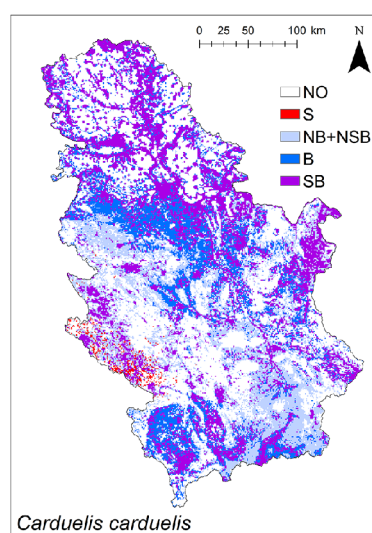 0 25 50 100 km
N
NO
S
NB+NSB
B
SB
Carduelis carduelis